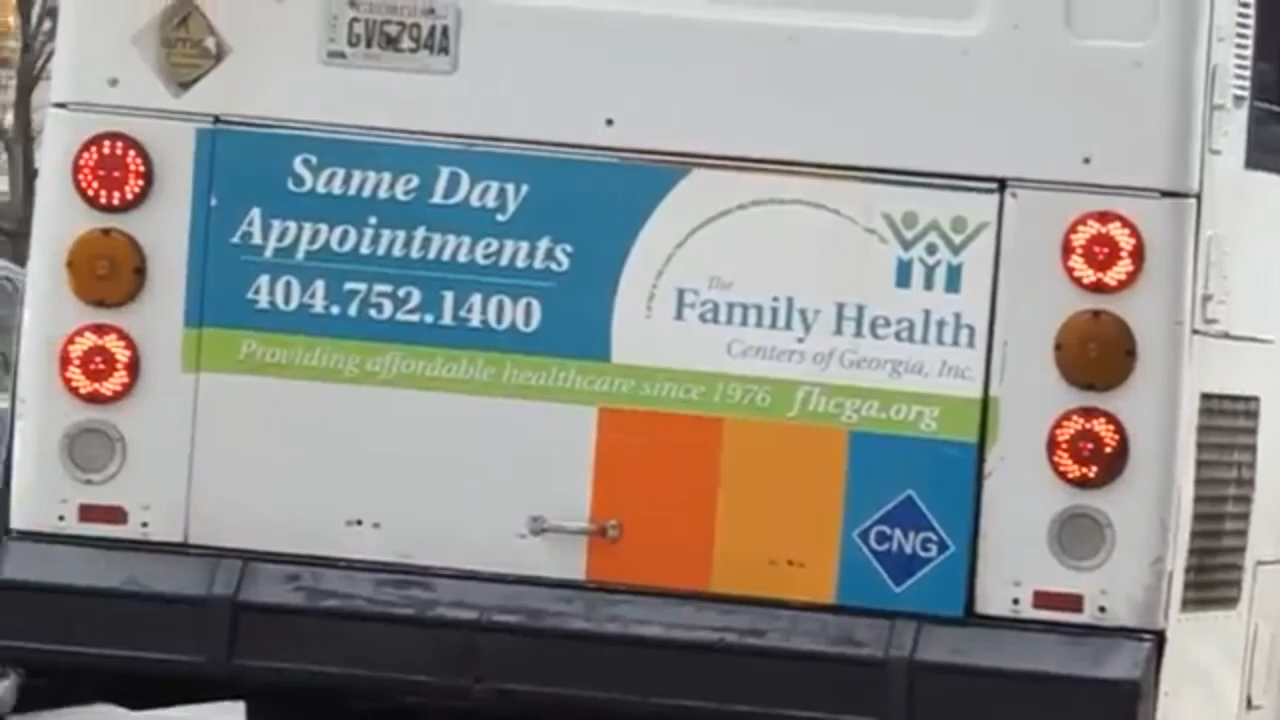 GV6294A
Same Day
Appointments
404.752.1400
The
Family Health
Centers of Georgia, Inc.
Providing affordable healthcare since 1976 fhcga.org
CNG